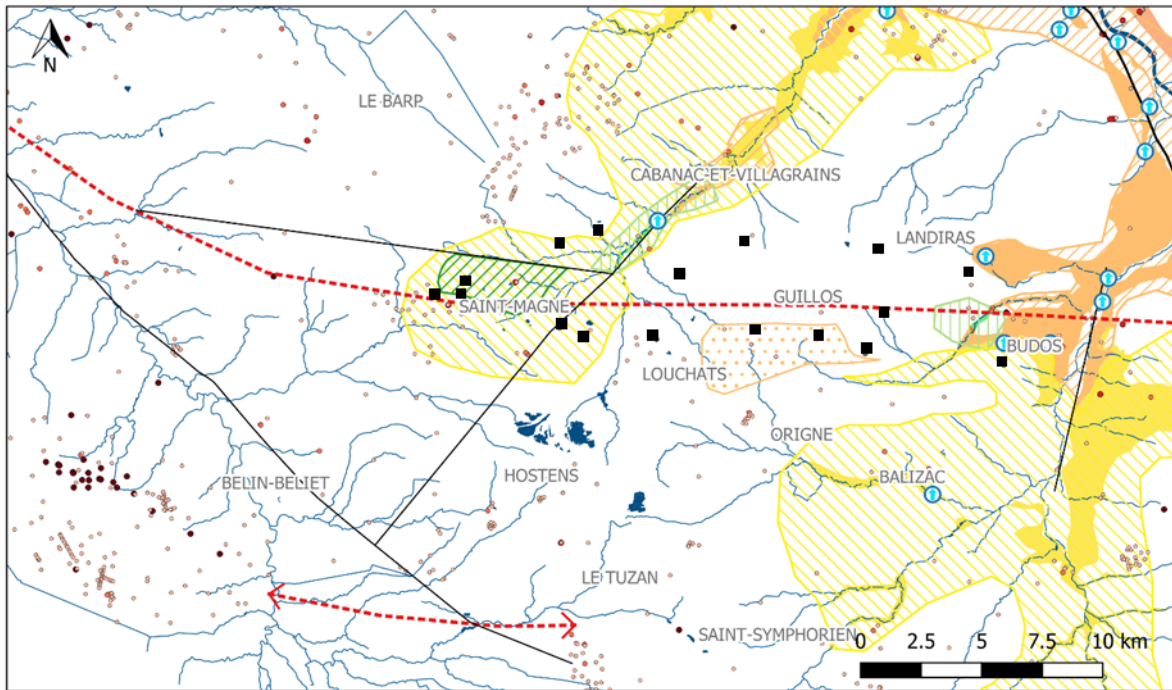 N
LE BARP
CABANAC-ET-VILLAGRAINS
LANDIRAS
SAINT-MAGNE
GUILLOS
BUDOS
LOUCHATS
ORIGNE
BALIZAC
HOSTENS
BELIN-BELIET
LE TUZAN
SAINT-SYMPHORIEN
0 2.5 5 7.5 10 km